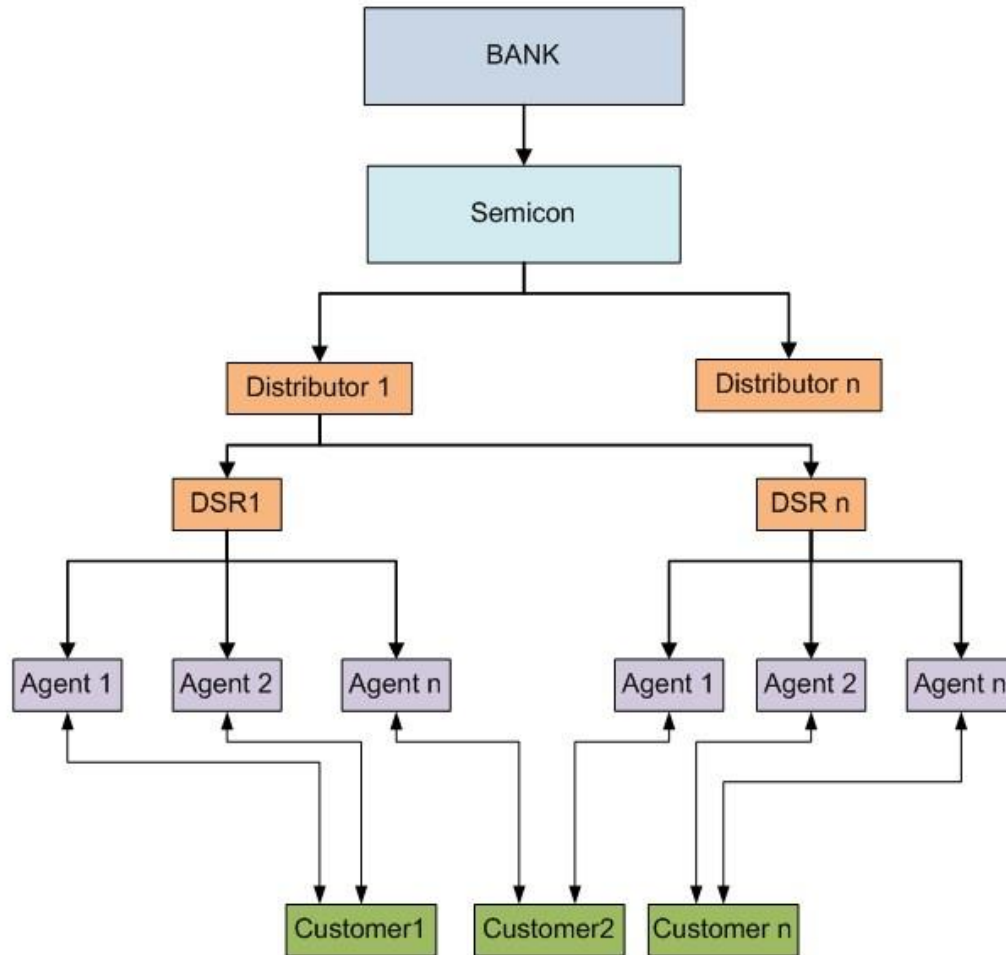 BANK
Semicon
Distributor 1
Distributor n
DSR1
DSR n
Agent 1
Agent 2
Agent n
Agent 1
Agent 2
Agent n
Customer1
Customer2
Customer n